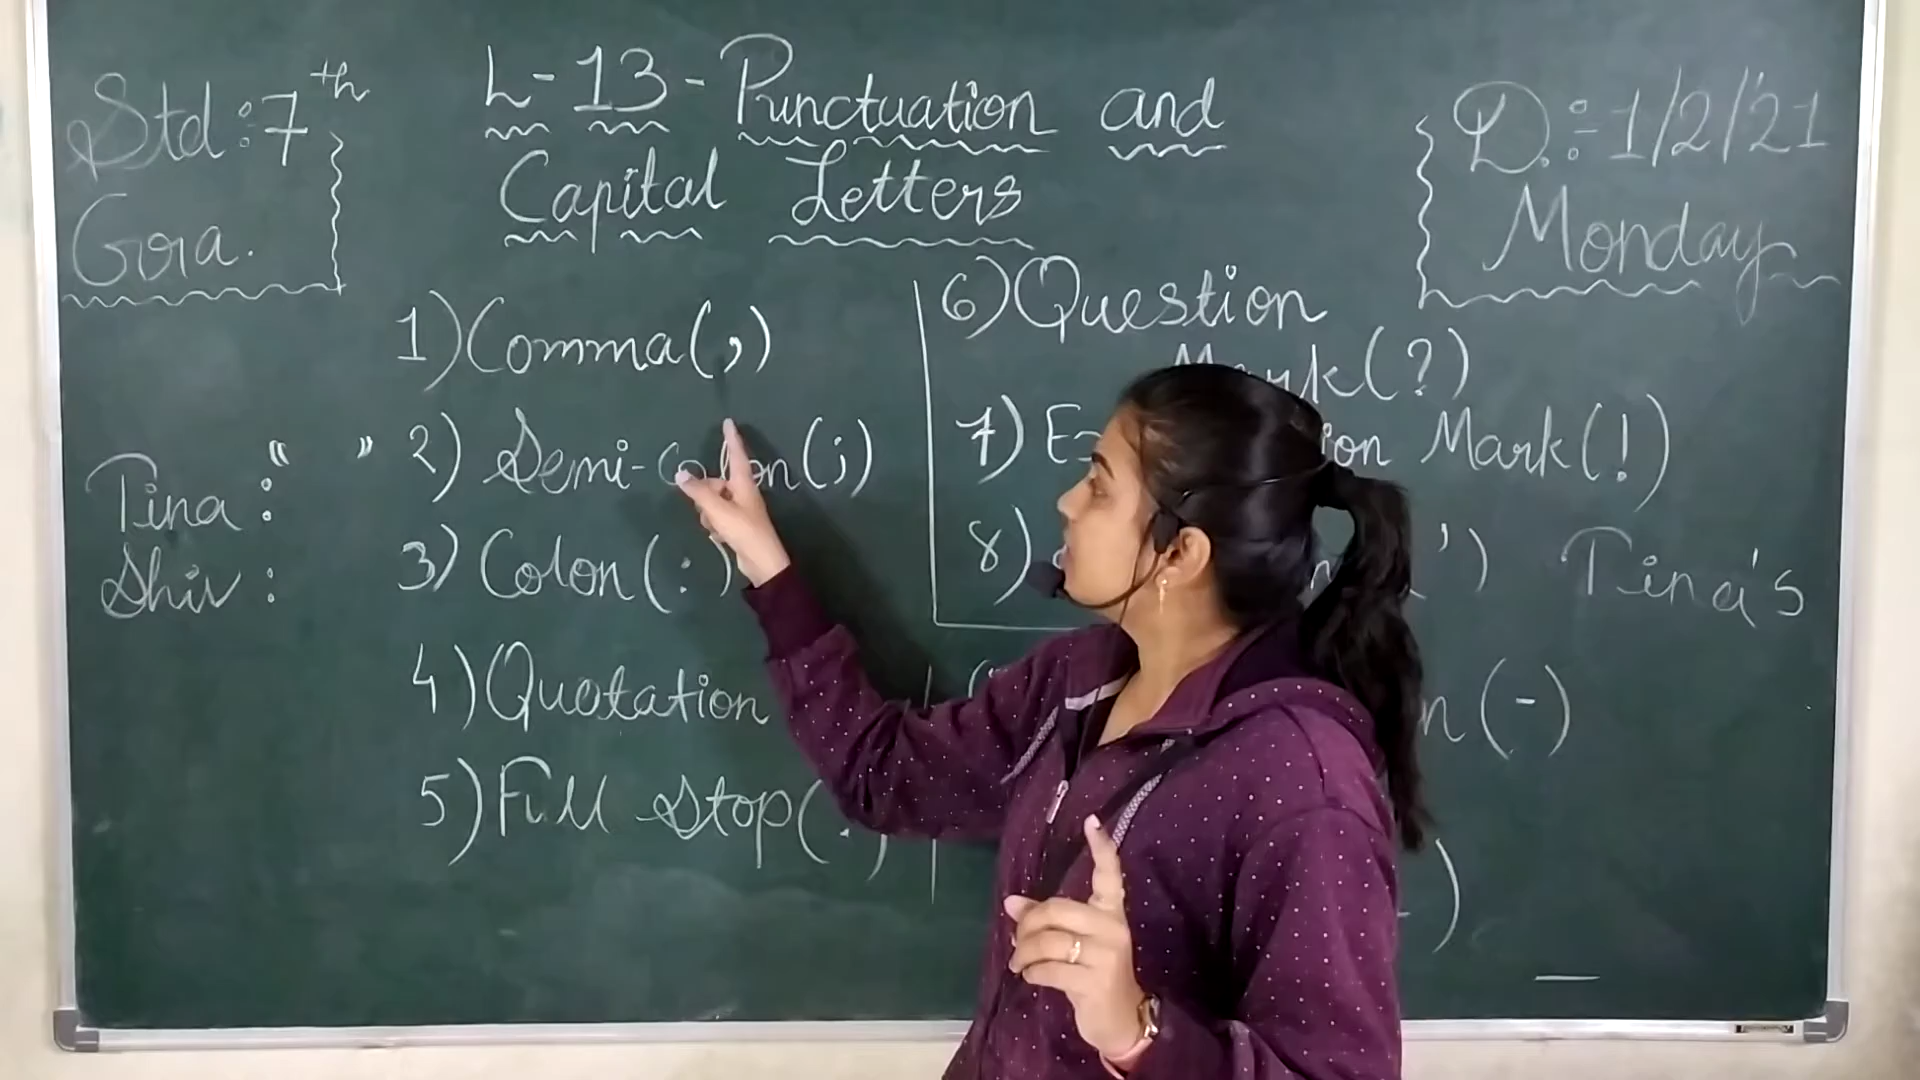 Std:7th
Gra.
L-13-Punctuation and
Capital Letters
D.:-1/2/'21
Monday
1) Comma(,)
2) Semi-Colon(;)
3) Colon(:)
4) Quotation
5) Full Stop(.)
“ ”
Tina:
Shiv:
6) Question
Mark(?)
7) Mark(!)
8) (') Tina's
(-)